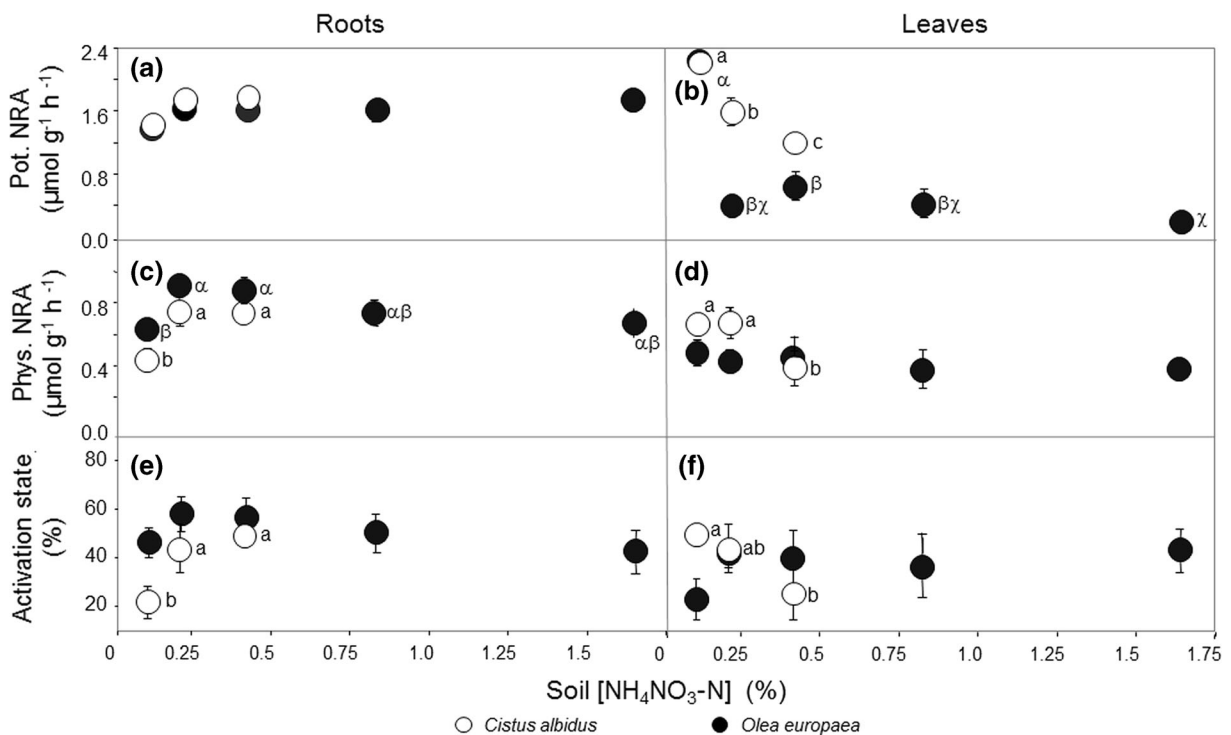 Roots Leaves
Pot. NRA
(µmol g⁻¹ h ⁻¹)
2.4
1.6
0.8
0.0
(a)
(b)
a
α
b
c
βχ
β
βχ
χ
Phys. NRA
(µmol g⁻¹ h ⁻¹)
0.8
0.4
0.0
(c)
α
α
a
a
αβ
αβ
β
b
(d)
a
a
b
Activation state
(%)
80
60
40
20
(e)
a
a
b
(f)
a
ab
b
0 0.25 0.5 0.75 1.0 1.25 1.5 0 0.25 0.5 0.75 1.0 1.5 1.75
Soil [NH₄NO₃-N] (%)
Cistus albidus Olea europaea